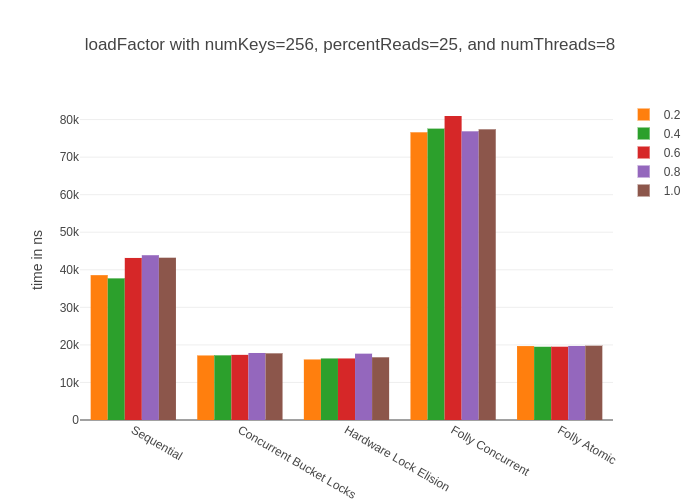 loadFactor with numKeys=256, percentReads=25, and numThreads=8
0.2
0.4
0.6
0.8
1.0
time in ns
80k
70k
60k
50k
40k
30k
20k
10k
0
Sequential
Concurrent Bucket Locks
Hardware Lock Elision
Folly Concurrent
Folly Atomic